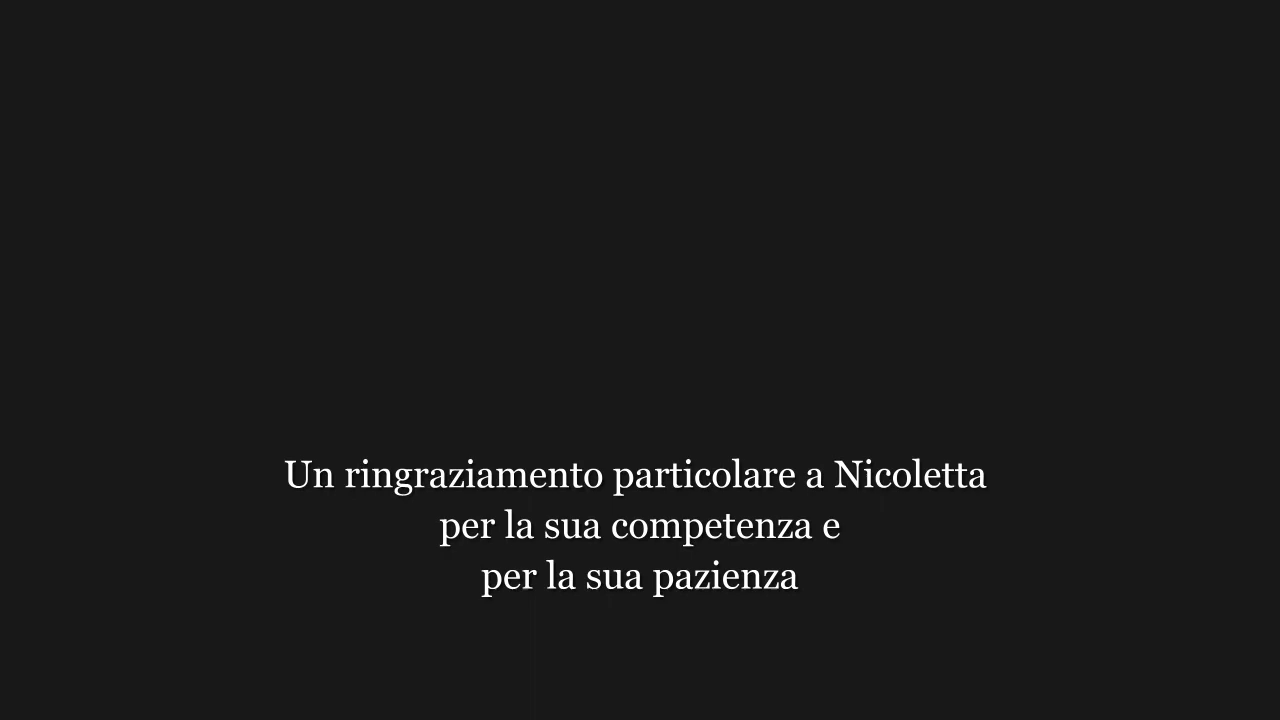 Un ringraziamento particolare a Nicoletta
per la sua competenza e
per la sua pazienza